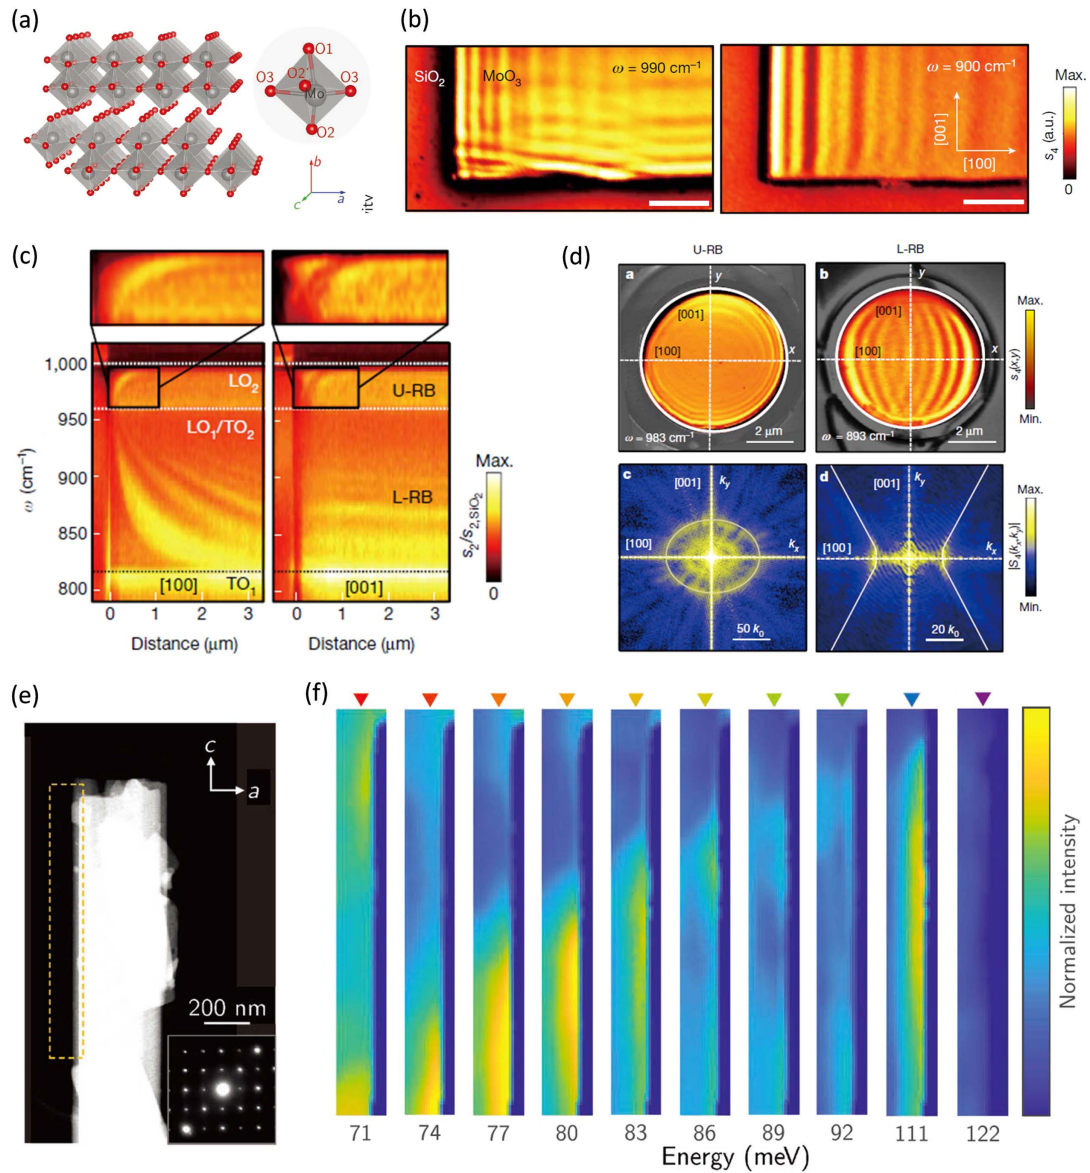 (a)
O1
O3
O2'
O3
Mo
O2
b
c
a
(b)
SiO₂
MoO₃
ω = 990 cm⁻¹
ω = 900 cm⁻¹
[001]
[100]
Max.
s₄ (a.u.)
0
(c)
1,000
950
900
850
800
ω (cm⁻¹)
LO₂
LO₁/TO₂
[100]
TO₁
U-RB
L-RB
[001]
0 1 2 3
0 1 2 3
Distance (μm)
Distance (μm)
Max.
s₂/s₂,SiO₂
0
(d)
U-RB
L-RB
a
y
[001]
[100]
x
ω = 983 cm⁻¹
2 μm
b
y
[001]
[100]
x
ω = 893 cm⁻¹
2 μm
Max.
s₄(x,y)
Min.
c
[001]
kᵧ
[100]
kₓ
50 k₀
d
[001]
kᵧ
[100]
kₓ
20 k₀
Max.
|S₄(kₓ,kᵧ)|
Min.
(e)
c
a
200 nm
(f)
71 74 77 80 83 86 89 92 111 122
Energy (meV)
Normalized intensity